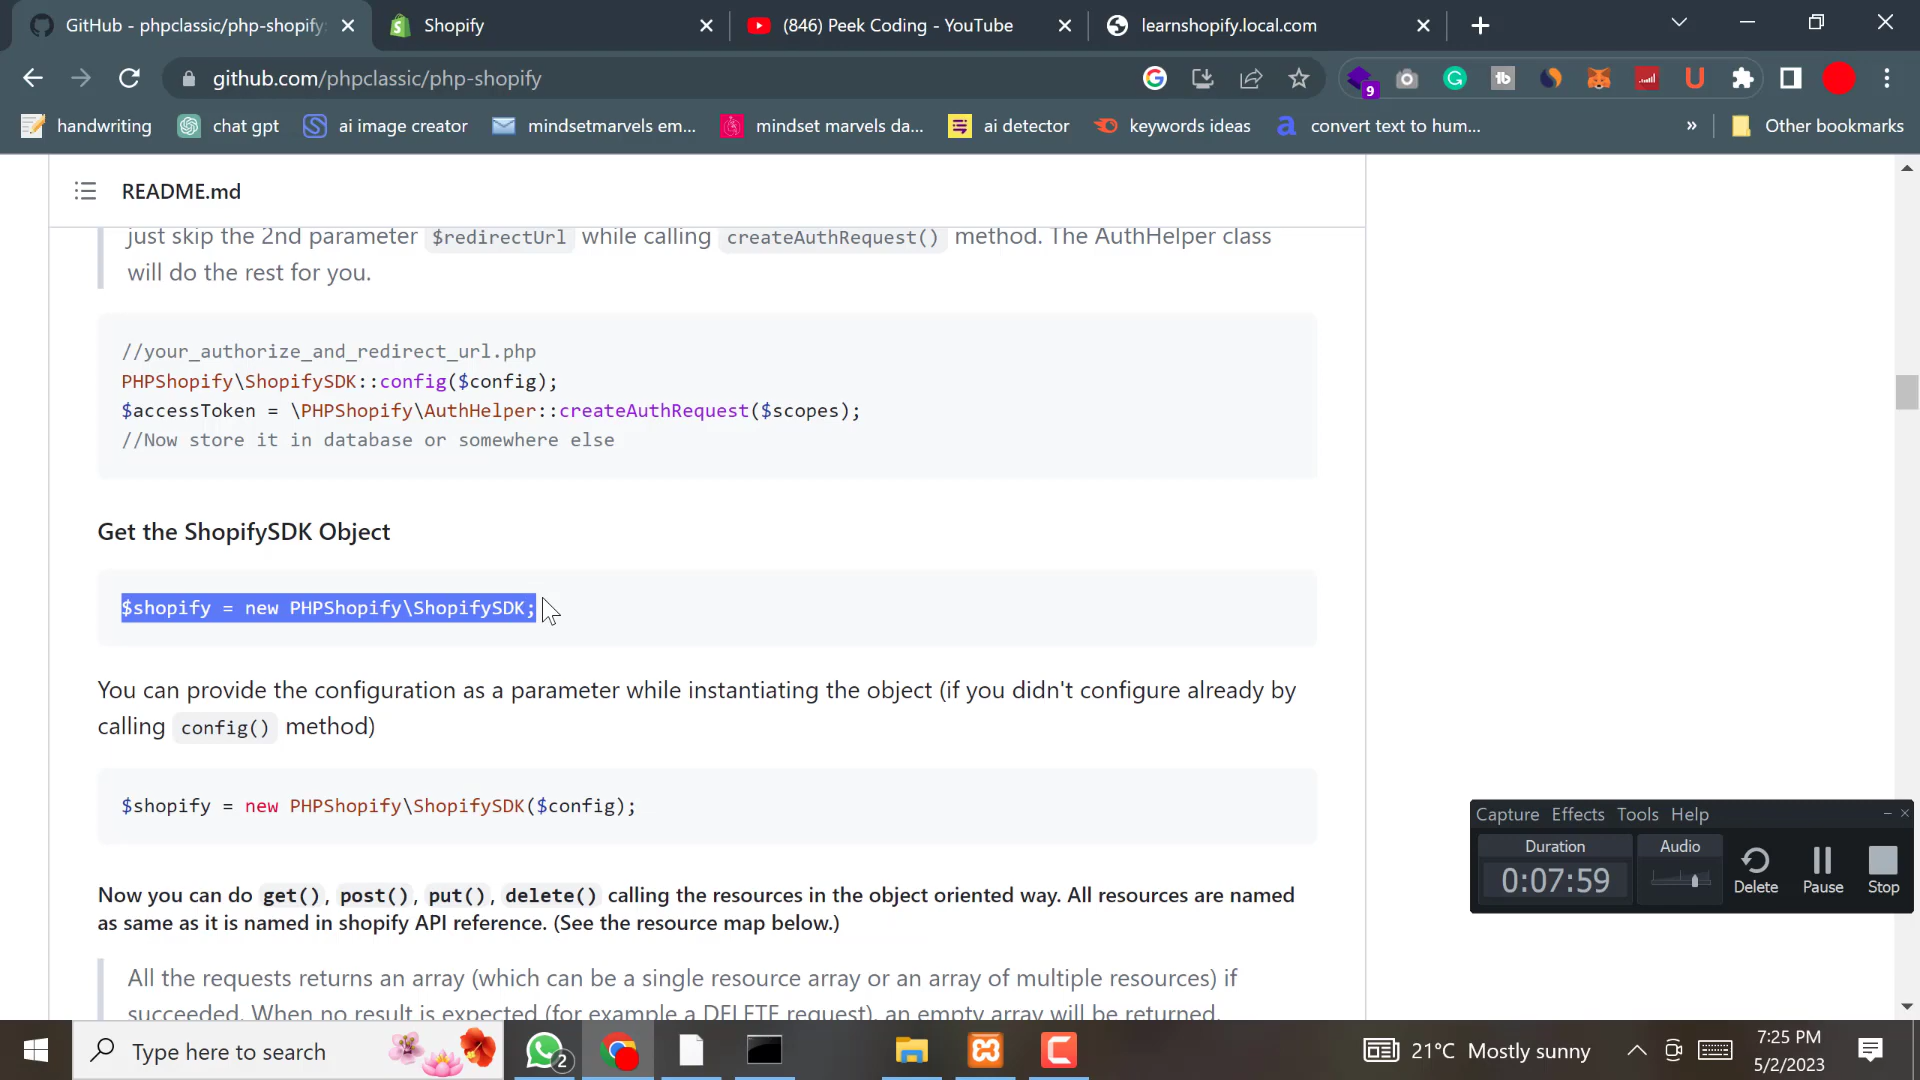 GitHub - phpclassic/php-shopify:
Shopify
(846) Peek Coding - YouTube
learnshopify.local.com
github.com/phpclassic/php-shopify
9
handwriting
chat gpt
ai image creator
mindsetmarvels em...
mindset marvels da...
ai detector
keywords ideas
convert text to hum...
»
Other bookmarks
README.md
just skip the 2nd parameter $redirectUrl while calling createAuthRequest() method. The AuthHelper class
will do the rest for you.
//your_authorize_and_redirect_url.php
PHPShopify\ShopifySDK::config($config);
$accessToken = \PHPShopify\AuthHelper::createAuthRequest($scopes);
//Now store it in database or somewhere else
Get the ShopifySDK Object
$shopify = new PHPShopify\ShopifySDK;
You can provide the configuration as a parameter while instantiating the object (if you didn't configure already by
calling config() method)
$shopify = new PHPShopify\ShopifySDK($config);
Now you can do get(), post(), put(), delete() calling the resources in the object oriented way. All resources are named
as same as it is named in shopify API reference. (See the resource map below.)
All the requests returns an array (which can be a single resource array or an array of multiple resources) if
succeeded. When no result is expected (for example a DELETE request), an empty array will be returned.
Capture Effects Tools Help
Duration
Audio
0:07:59
Delete
Pause
Stop
Type here to search
2
21°C Mostly sunny
7:25 PM
5/2/2023